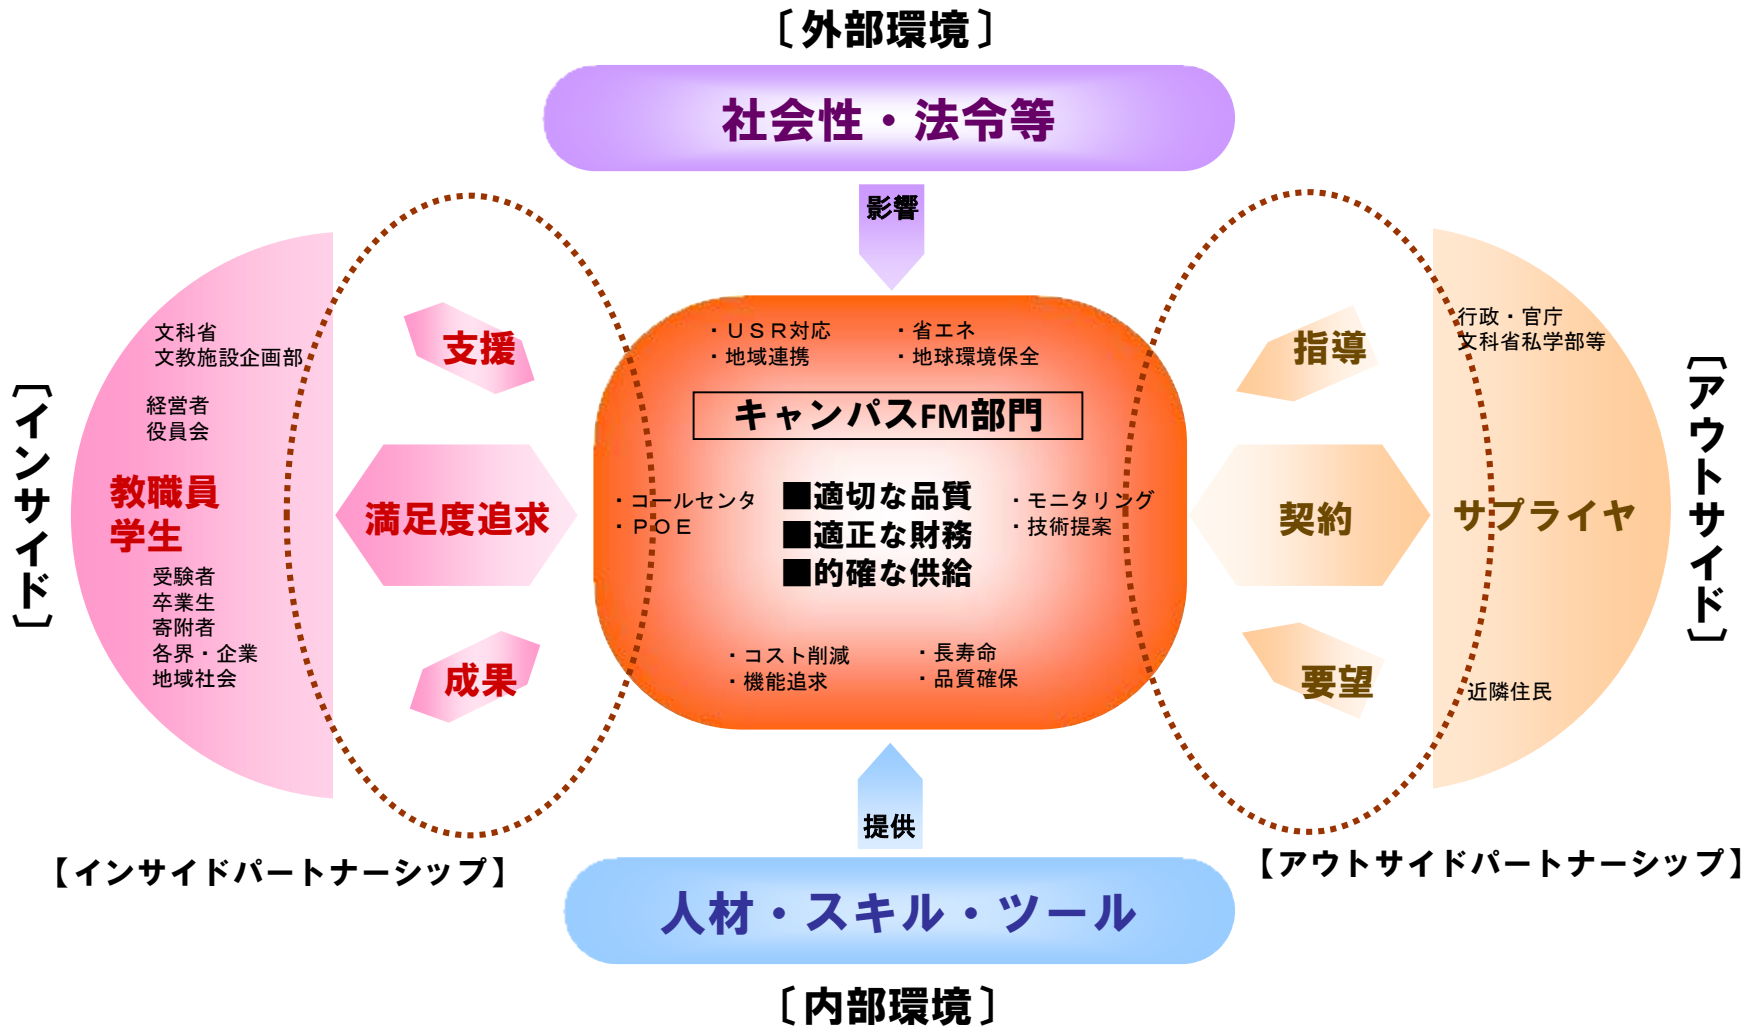 〔外部環境〕
社会性・法令等
影響
〔インサイド〕
文科省
文教施設企画部
経営者
役員会
教職員
学生
受験者
卒業生
寄附者
各界・企業
地域社会
支援
満足度追求
成果
【インサイドパートナーシップ】
・ＵＳＲ対応
・地域連携
・省エネ
・地球環境保全
キャンパスFM部門
・コールセンタ
・ＰＯＥ
■適切な品質
■適正な財務
■的確な供給
・モニタリング
・技術提案
・コスト削減
・機能追求
・長寿命
・品質確保
指導
契約
要望
行政・官庁
文科省私学部等
サプライヤ
近隣住民
〔アウトサイド〕
【アウトサイドパートナーシップ】
提供
人材・スキル・ツール
〔内部環境〕